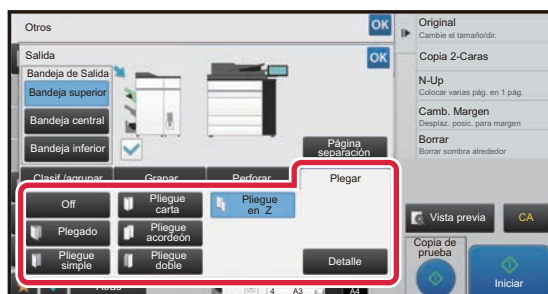 Otros
OK
Salida
OK
Bandeja de Salida
Bandeja superior
Bandeja central
Bandeja inferior
Página
separación
Clasif./agrupar
Grapar
Perforar
Plegar
Off
Pliegue
carta
Pliegue
en Z
Plegado
Pliegue
acordeón
Pliegue
simple
Pliegue
doble
Detalle
4
A3
A4
Original
Cambie el tamaño/dir.
Copia 2-Caras
N-Up
Colocar varias pág. en 1 pág.
Camb. Margen
Desplaz. posic. para margen
Borrar
Borrar sombra alrededor
Vista previa
CA
Copia de
prueba
Iniciar